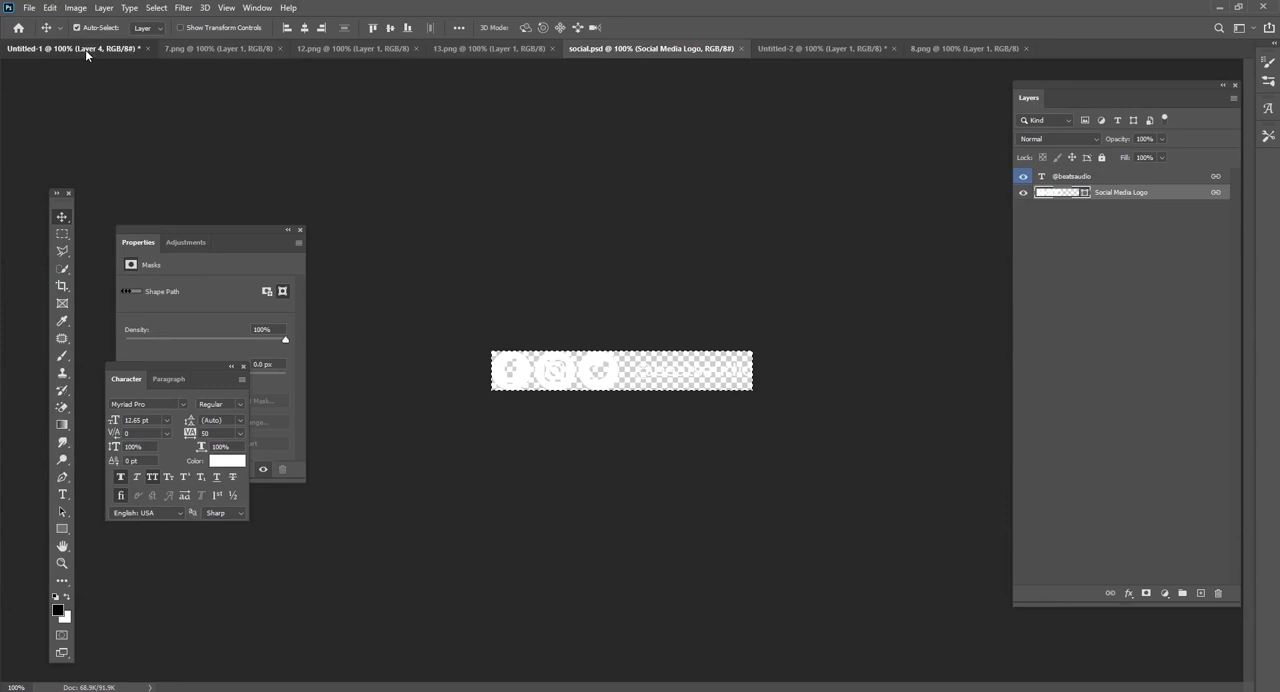 Ps File Edit Image Layer Type Select Filter 3D View Window Help
Auto-Select: Layer Show Transform Controls ••• 3D Mode:
Untitled-1 @ 100% (Layer 4, RGB/8#) * × 7.png @ 100% (Layer 1, RGB/8) × 12.png @ 100% (Layer 1, RGB/8) × 13.png @ 100% (Layer 1, RGB/8) × social.psd @ 100% (Social Media Logo, RGB/8#) × Untitled-2 @ 100% (Layer 1, RGB/8) * × 8.png @ 100% (Layer 1, RGB/8) ×
Layers
Kind
Normal Opacity: 100%
Lock: Fill: 100%
@beatsaudio
Social Media Logo
Properties Adjustments
Masks
Shape Path
Density: 100%
0.0 px
Character Paragraph
Myriad Pro Regular
12.65 pt (Auto)
0 50
100% 100%
0 pt Color:
English: USA Sharp
100% Doc: 68.9K/91.9K